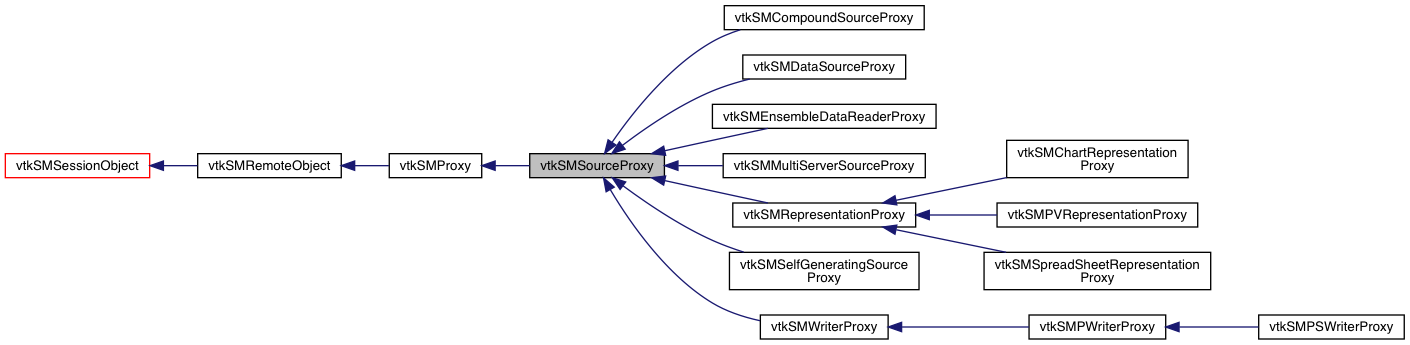 vtkSMCompoundSourceProxy
vtkSMDataSourceProxy
vtkSMEnsembleDataReaderProxy
vtkSMSessionObject
vtkSMRemoteObject
vtkSMProxy
vtkSMSourceProxy
vtkSMMultiServerSourceProxy
vtkSMChartRepresentation
Proxy
vtkSMRepresentationProxy
vtkSMPVRepresentationProxy
vtkSMSelfGeneratingSource
Proxy
vtkSMSpreadSheetRepresentation
Proxy
vtkSMWriterProxy
vtkSMPWriterProxy
vtkSMPSWriterProxy